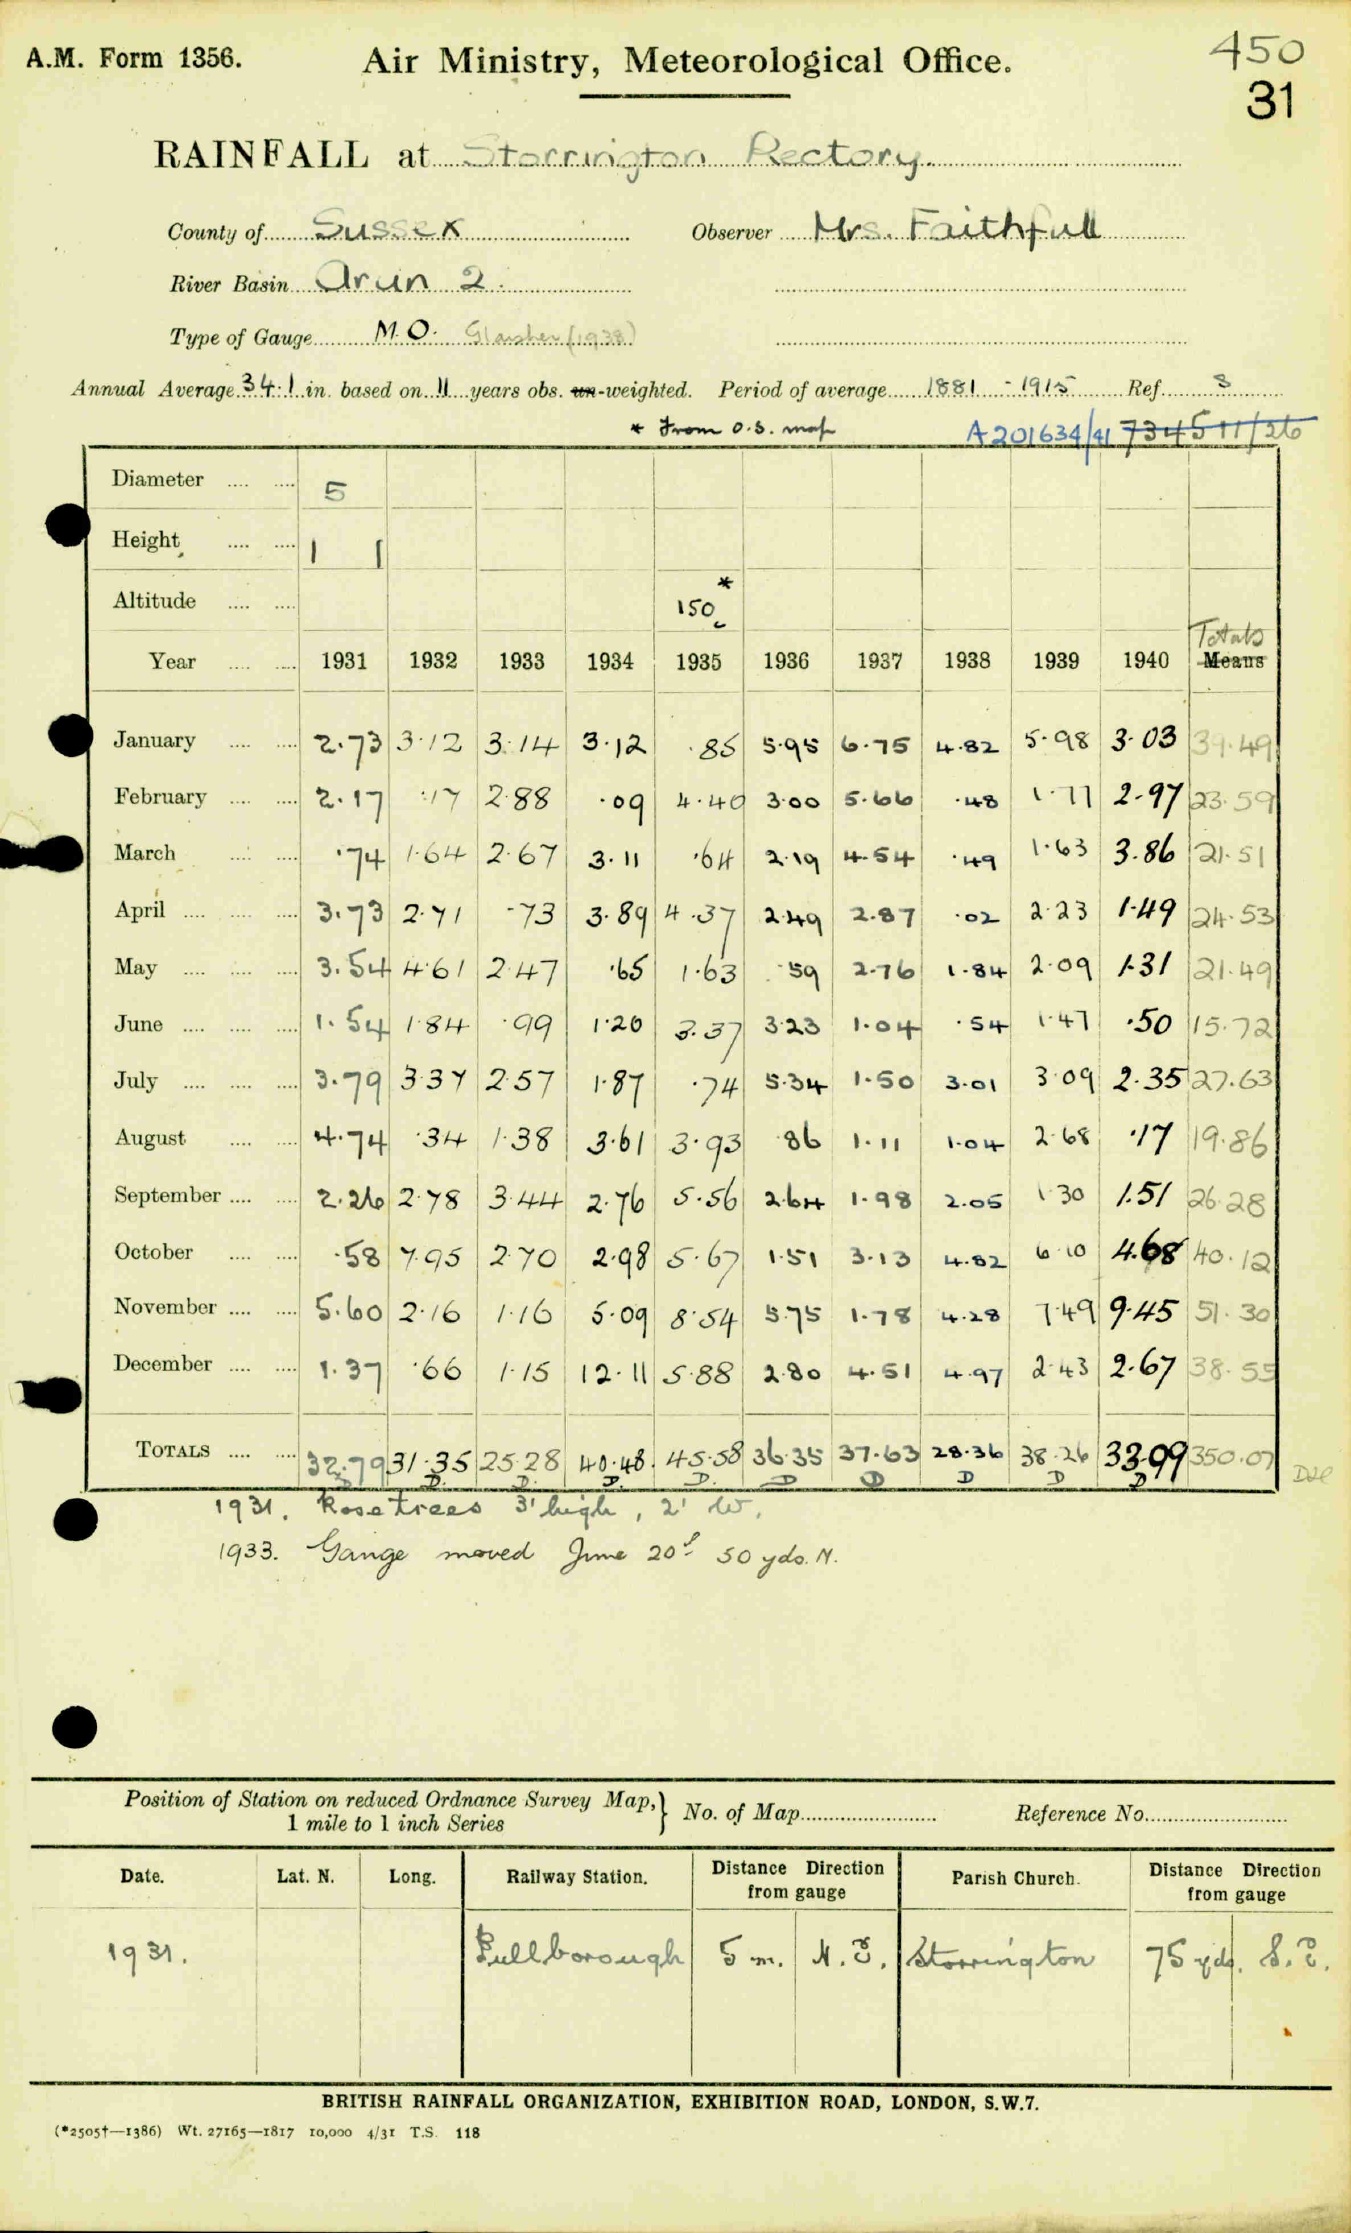 A.M. Form 1356.
Air Ministry, Meteorological Office.
450
31
RAINFALL at Storrington Rectory.
County of Sussex Observer Mrs. Faithfull
River Basin Arun 2.
Type of Gauge M.O. Glaisher (1938)
Annual Average 34.1 in. based on 11 years obs. un-weighted. Period of average 1881 - 1915 Ref. 3
* From O.S. map A201634/41 734511/26
Diameter 5
Height 1 1
Altitude 150 *
Totals
Year 1931 1932 1933 1934 1935 1936 1937 1938 1939 1940 Means
January 2.73 3.12 3.14 3.12 .85 5.95 6.75 4.82 5.98 3.03 39.49
February 2.17 .17 2.88 .09 4.40 3.00 5.66 .48 1.77 2.97 23.59
March .74 1.64 2.67 3.11 .64 2.19 4.54 .49 1.63 3.86 21.51
April 3.73 2.71 .73 3.89 4.37 2.49 2.87 .02 2.23 1.49 24.53
May 3.54 4.61 2.47 .65 1.63 .59 2.76 1.84 2.09 1.31 21.49
June 1.54 1.84 .99 1.20 3.37 3.23 1.04 .54 1.47 .50 15.72
July 3.79 3.37 2.57 1.87 .74 5.34 1.50 3.01 3.09 2.35 27.63
August 4.74 .34 1.38 3.61 3.93 .86 1.11 1.04 2.68 .17 19.86
September 2.26 2.78 3.44 2.76 5.56 2.64 1.98 2.05 1.30 1.51 26.28
October .58 7.95 2.70 2.98 5.67 1.51 3.13 4.82 6.10 4.68 40.12
November 5.60 2.16 1.16 5.09 8.54 5.75 1.78 4.28 7.49 9.45 51.30
December 1.37 .66 1.15 12.11 5.88 2.80 4.51 4.97 2.43 2.67 38.55
TOTALS 32.79 31.35 25.28 40.48 45.58 36.35 37.63 28.36 38.26 33.99 350.07
D D. D. D. D. D D D D D
1931. Rose trees 3' high, 2' W.
1933. Gauge moved June 20th 50 yds. N.
Position of Station on reduced Ordnance Survey Map, 1 mile to 1 inch Series No. of Map Reference No.
Date. Lat. N. Long. Railway Station. Distance Direction from gauge Parish Church. Distance Direction from gauge
1931. Pullborough 5 m. N.E. Storrington 75 yds. S.E.
BRITISH RAINFALL ORGANIZATION, EXHIBITION ROAD, LONDON, S.W.7.
(*2505†—1386) Wt. 27165—1817 10,000 4/31 T.S. 118